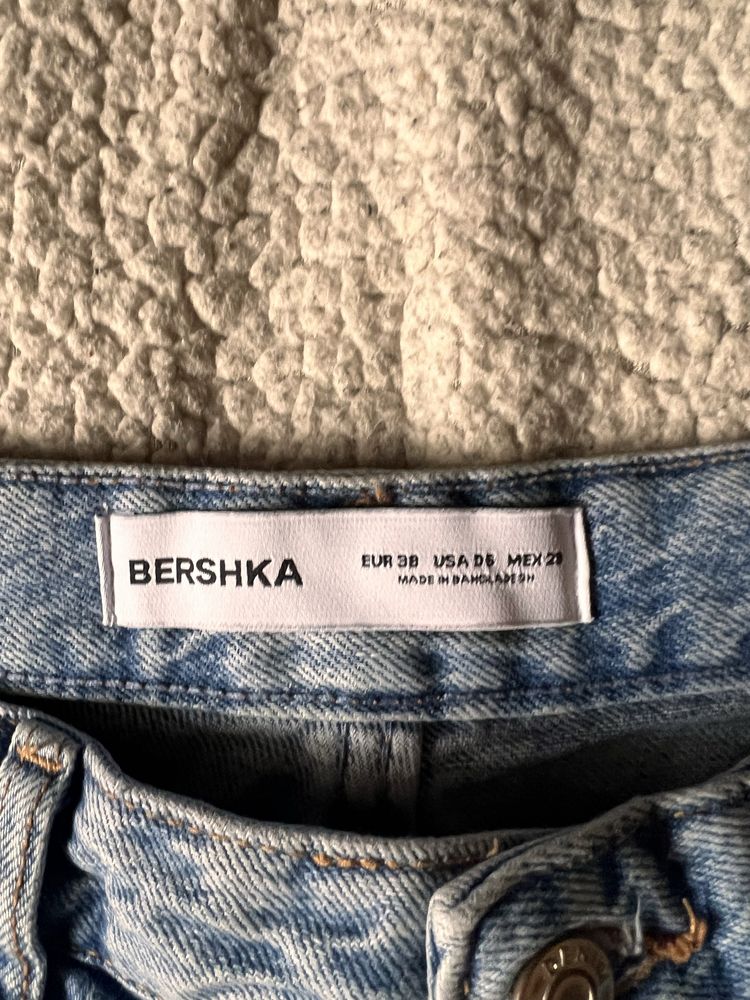 BERSHKA
EUR 38 USA 06 MEX 28
MADE IN BANGLADESH